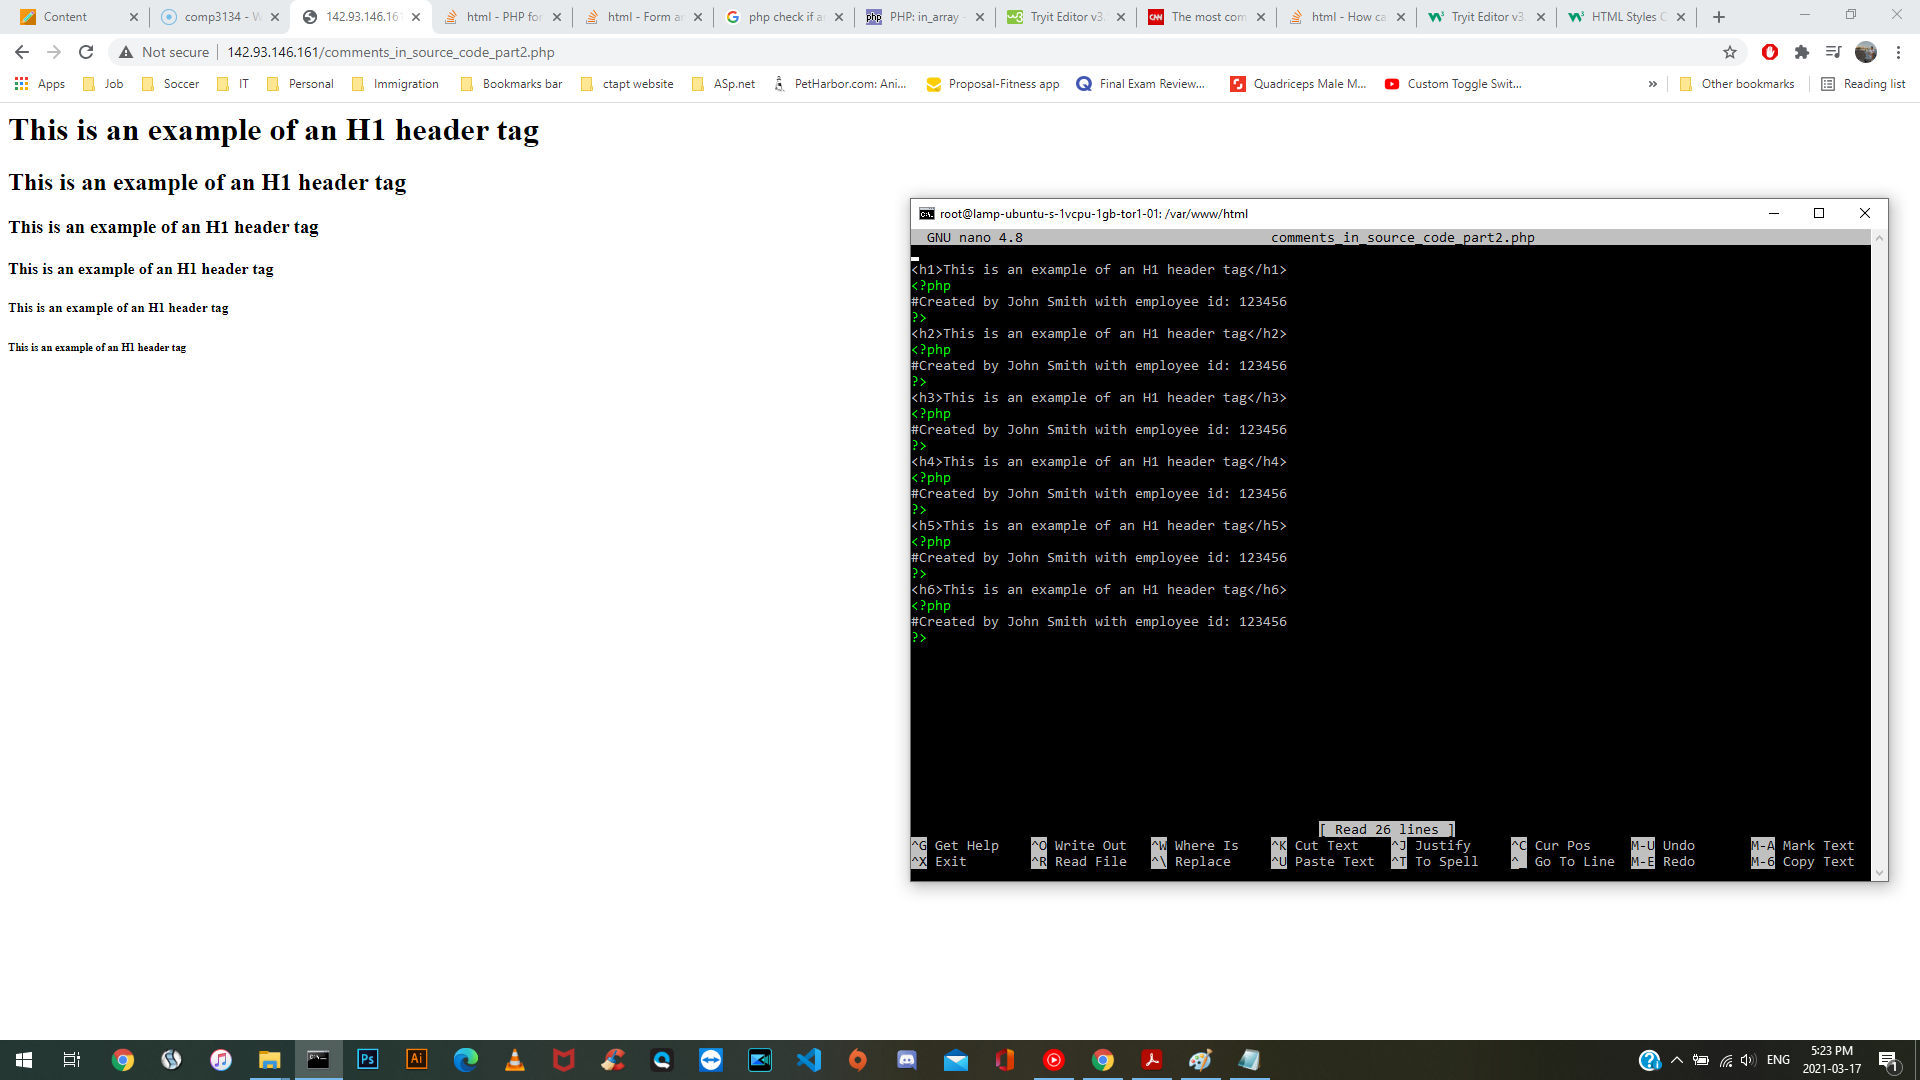 Content
comp3134 - W
142.93.146.161
html - PHP for
html - Form a
php check if a
PHP: in_array
Tryit Editor v3.
The most com
html - How ca
Tryit Editor v3.
HTML Styles C
Not secure
142.93.146.161/comments_in_source_code_part2.php
Apps
Job
Soccer
IT
Personal
Immigration
Bookmarks bar
ctapt website
ASp.net
PetHarbor.com: Ani...
Proposal-Fitness app
Final Exam Review...
Quadriceps Male M...
Custom Toggle Swit...
»
Other bookmarks
Reading list
This is an example of an H1 header tag
This is an example of an H1 header tag
This is an example of an H1 header tag
This is an example of an H1 header tag
This is an example of an H1 header tag
This is an example of an H1 header tag
root@lamp-ubuntu-s-1vcpu-1gb-tor1-01: /var/www/html
GNU nano 4.8 comments_in_source_code_part2.php
<h1>This is an example of an H1 header tag</h1>
<?php
#Created by John Smith with employee id: 123456
?>
<h2>This is an example of an H1 header tag</h2>
<?php
#Created by John Smith with employee id: 123456
?>
<h3>This is an example of an H1 header tag</h3>
<?php
#Created by John Smith with employee id: 123456
?>
<h4>This is an example of an H1 header tag</h4>
<?php
#Created by John Smith with employee id: 123456
?>
<h5>This is an example of an H1 header tag</h5>
<?php
#Created by John Smith with employee id: 123456
?>
<h6>This is an example of an H1 header tag</h6>
<?php
#Created by John Smith with employee id: 123456
?>
[ Read 26 lines ]
^G Get Help ^O Write Out ^W Where Is ^K Cut Text ^J Justify ^C Cur Pos M-U Undo M-A Mark Text
^X Exit ^R Read File ^\ Replace ^U Paste Text ^T To Spell ^_ Go To Line M-E Redo M-6 Copy Text
ENG
5:23 PM
2021-03-17
1